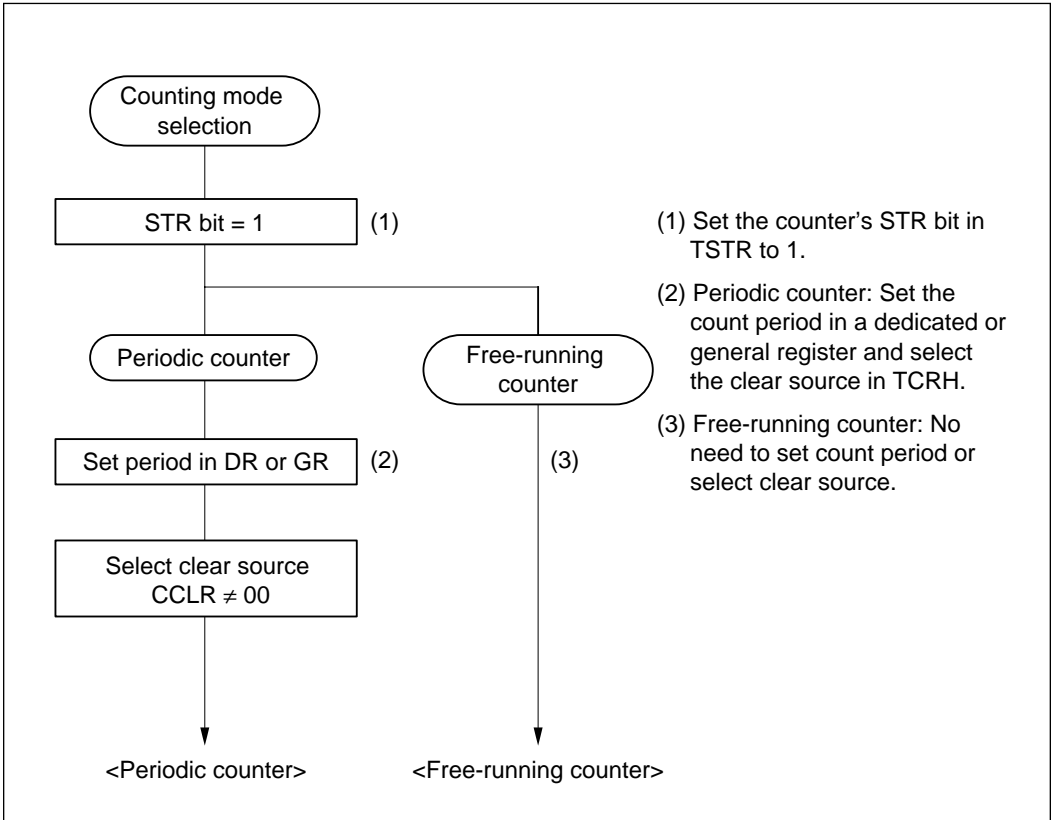 Counting mode
selection
STR bit = 1
(1)
Periodic counter
Free-running
counter
Set period in DR or GR
(2)
(3)
Select clear source
CCLR ≠ 00
<Periodic counter>
<Free-running counter>
(1) Set the counter’s STR bit in
TSTR to 1.
(2) Periodic counter: Set the
count period in a dedicated or
general register and select
the clear source in TCRH.
(3) Free-running counter: No
need to set count period or
select clear source.